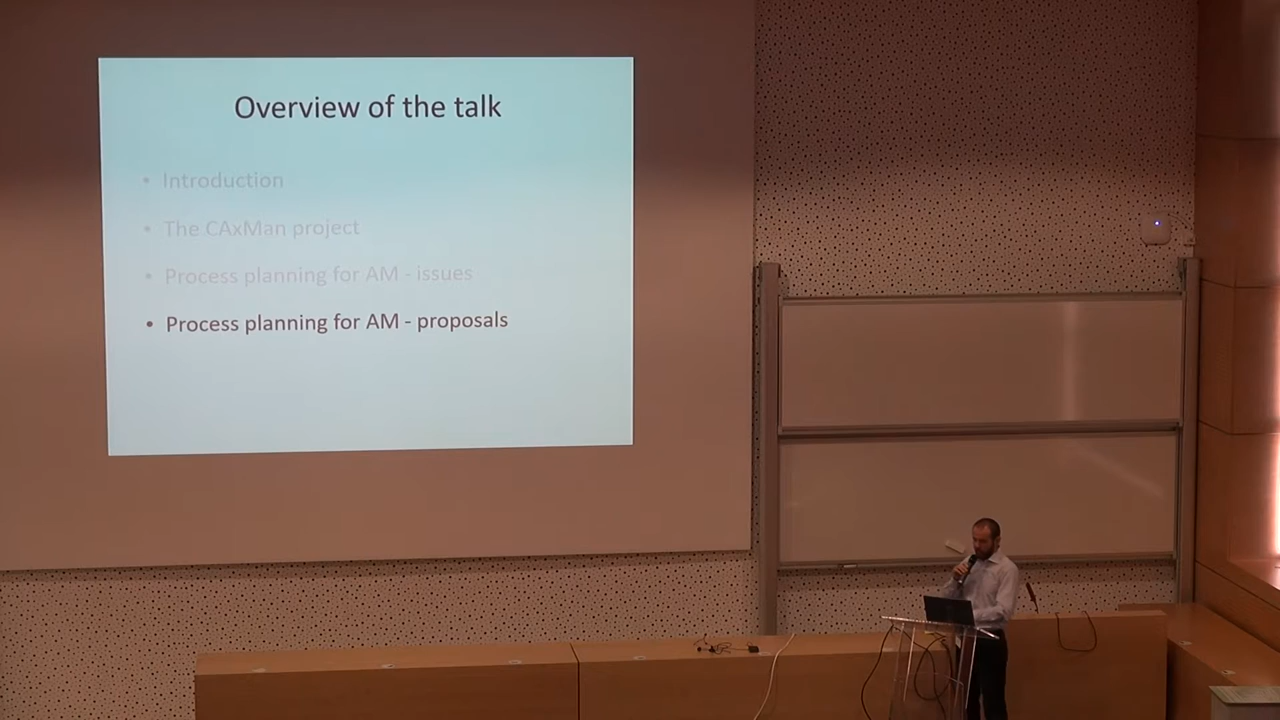 Overview of the talk
• Introduction
• The CAxMan project
• Process planning for AM - issues
• Process planning for AM - proposals